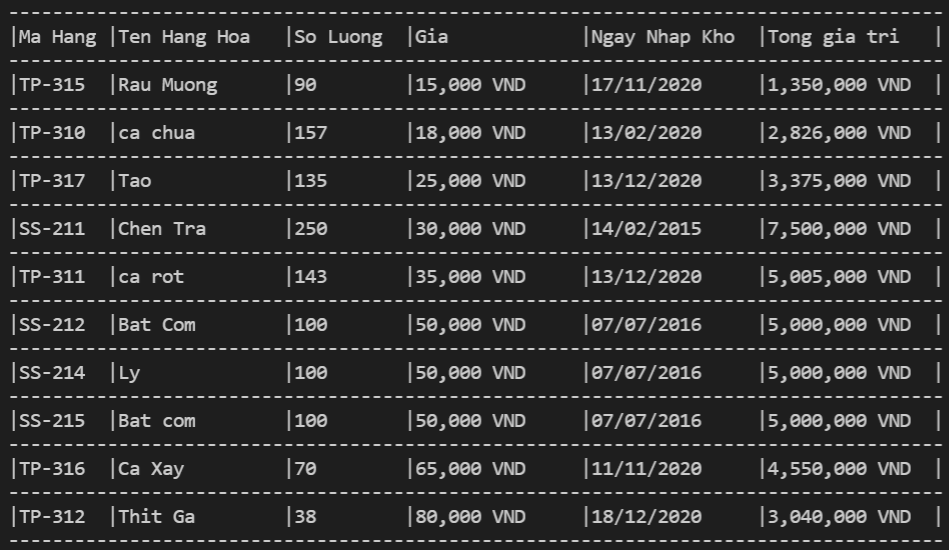 |Ma Hang |Ten Hang Hoa |So Luong |Gia |Ngay Nhap Kho |Tong gia tri |
|TP-315 |Rau Muong |90 |15,000 VND |17/11/2020 |1,350,000 VND |
|TP-310 |ca chua |157 |18,000 VND |13/02/2020 |2,826,000 VND |
|TP-317 |Tao |135 |25,000 VND |13/12/2020 |3,375,000 VND |
|SS-211 |Chen Tra |250 |30,000 VND |14/02/2015 |7,500,000 VND |
|TP-311 |ca rot |143 |35,000 VND |13/12/2020 |5,005,000 VND |
|SS-212 |Bat Com |100 |50,000 VND |07/07/2016 |5,000,000 VND |
|SS-214 |Ly |100 |50,000 VND |07/07/2016 |5,000,000 VND |
|SS-215 |Bat com |100 |50,000 VND |07/07/2016 |5,000,000 VND |
|TP-316 |Ca Xay |70 |65,000 VND |11/11/2020 |4,550,000 VND |
|TP-312 |Thit Ga |38 |80,000 VND |18/12/2020 |3,040,000 VND |